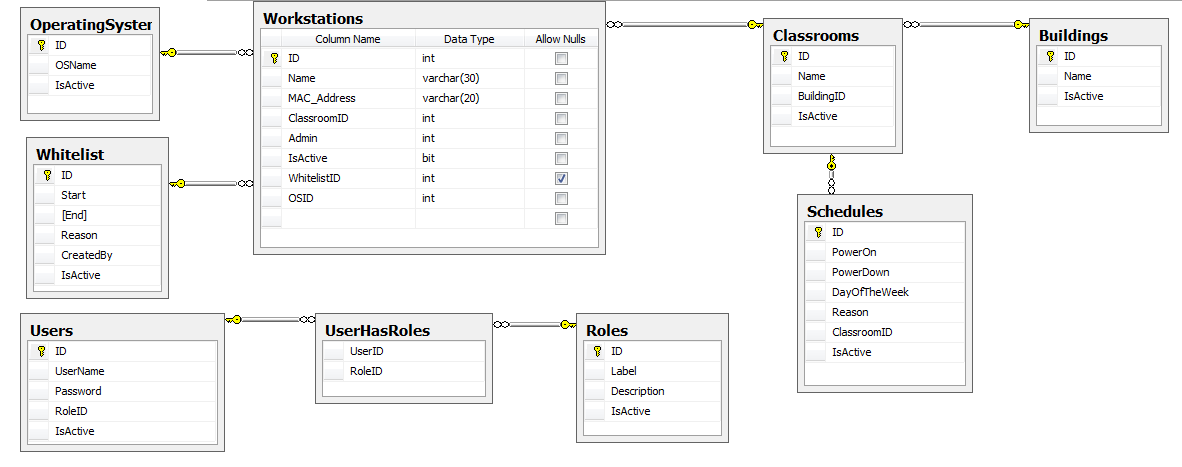 OperatingSyster
ID
OSName
IsActive
Workstations
Column Name Data Type Allow Nulls
ID int
Name varchar(30)
MAC_Address varchar(20)
ClassroomID int
Admin int
IsActive bit
WhitelistID int
OSID int
Classrooms
ID
Name
BuildingID
IsActive
Buildings
ID
Name
IsActive
Whitelist
ID
Start
[End]
Reason
CreatedBy
IsActive
Schedules
ID
PowerOn
PowerDown
DayOfTheWeek
Reason
ClassroomID
IsActive
Users
ID
UserName
Password
RoleID
IsActive
UserHasRoles
UserID
RoleID
Roles
ID
Label
Description
IsActive